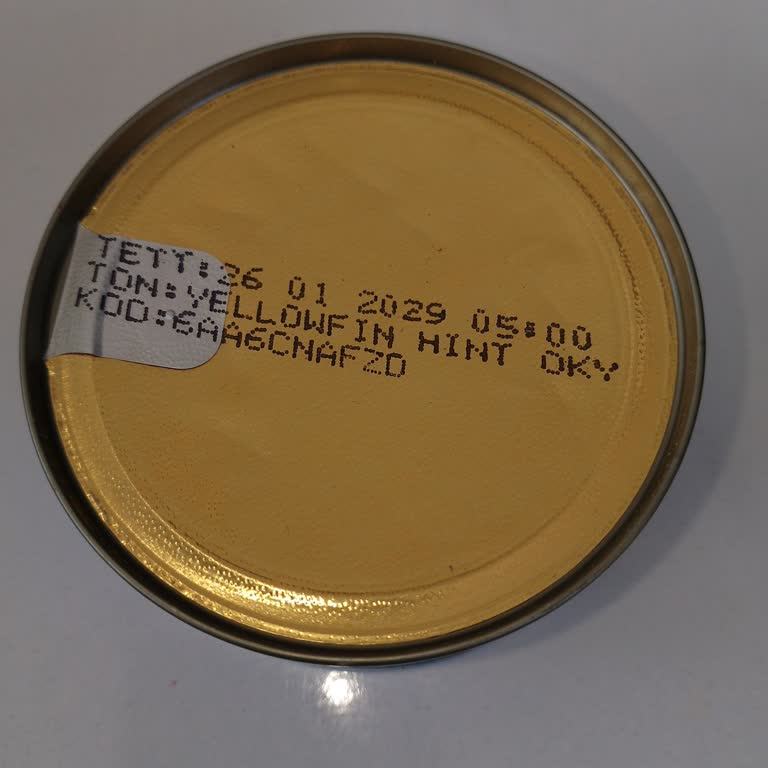 TETT:26 01 2029 05:00
TON:YELLOWFIN HINT OKY
KOD:6AA6CNAFZD